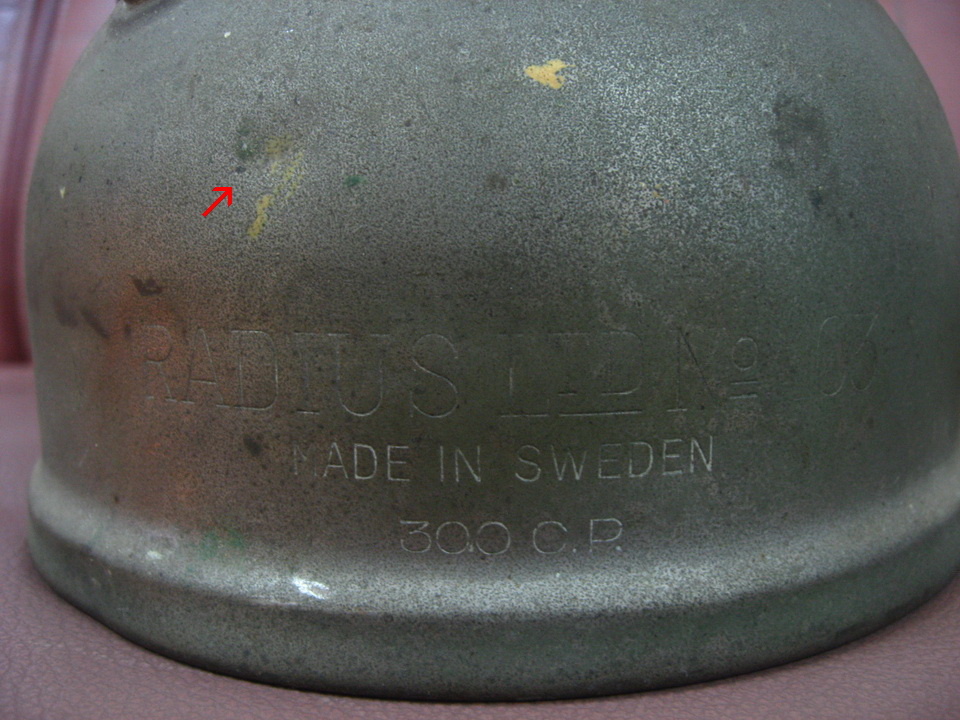 RADIUS LTD No 63
MADE IN SWEDEN
300 C.P.